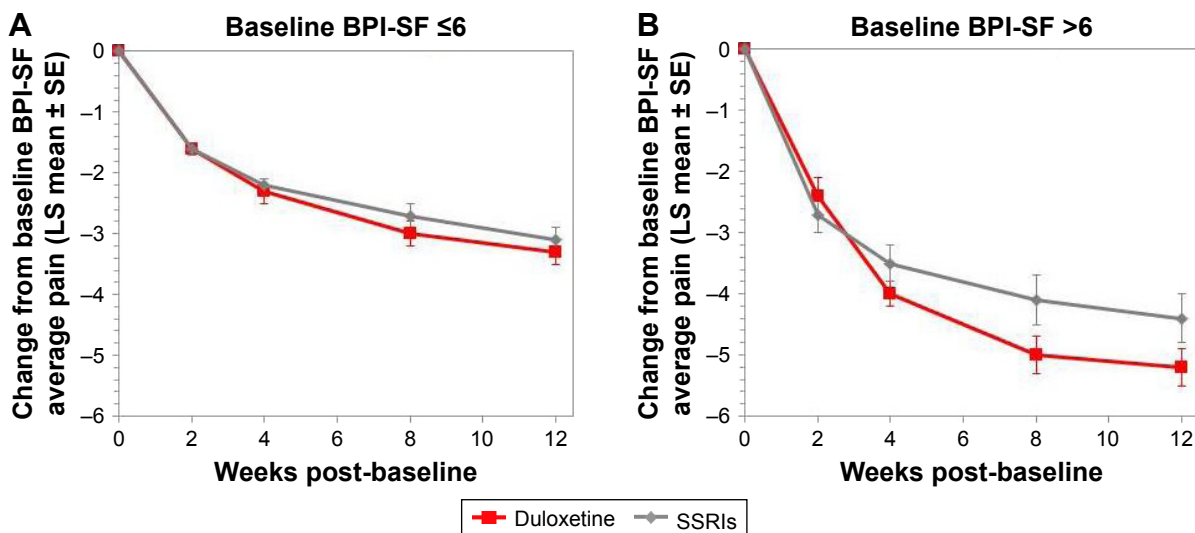 A
Baseline BPI-SF ≤6
Change from baseline BPI-SF
average pain (LS mean ± SE)
0
–1
–2
–3
–4
–5
–6
0 2 4 6 8 10 12
Weeks post-baseline
B
Baseline BPI-SF >6
Change from baseline BPI-SF
average pain (LS mean ± SE)
0
–1
–2
–3
–4
–5
–6
0 2 4 6 8 10 12
Weeks post-baseline
Duloxetine SSRIs